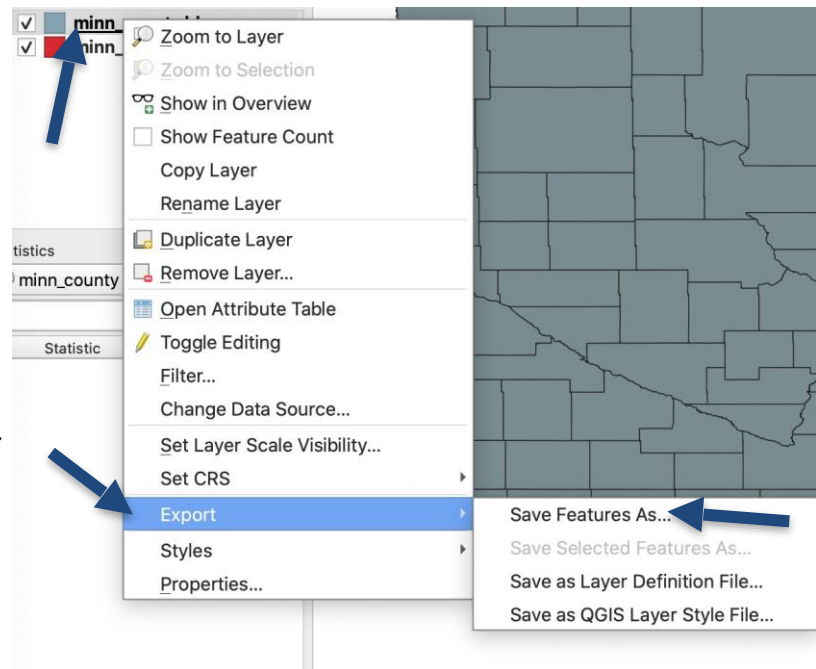 minn_
minn_
Zoom to Layer
Zoom to Selection
Show in Overview
Show Feature Count
Copy Layer
Rename Layer
Duplicate Layer
Remove Layer...
Open Attribute Table
Toggle Editing
Filter...
Change Data Source...
Set Layer Scale Visibility...
Set CRS
Export
Styles
Properties...
tistics
minn_county
Statistic
Save Features As...
Save Selected Features As...
Save as Layer Definition File...
Save as QGIS Layer Style File...